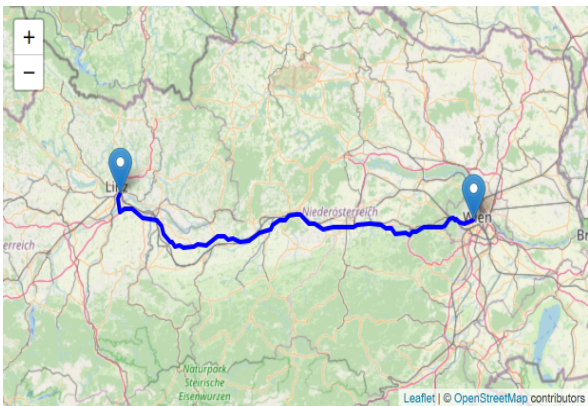 +
−
Linz
Niederösterreich
Wien
erreich
Br
Naturpark
Steirische
Eisenwurzen
Leaflet | © OpenStreetMap contributors